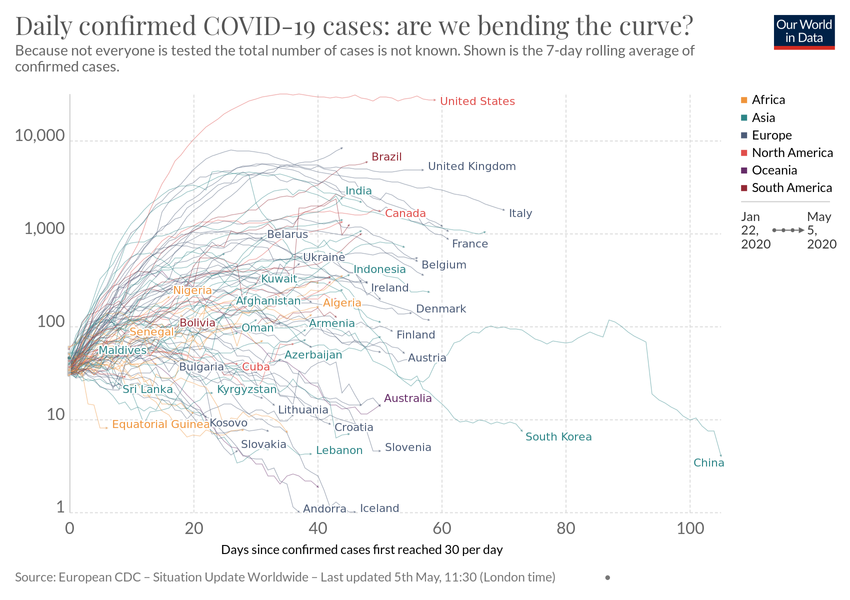 Daily confirmed COVID-19 cases: are we bending the curve?
Because not everyone is tested the total number of cases is not known. Shown is the 7-day rolling average of
confirmed cases.
Our World
in Data
Africa
Asia
Europe
North America
Oceania
South America
Jan
22,
2020
May
5,
2020
10,000
1,000
100
10
1
United States
Brazil
United Kingdom
India
Canada
Italy
Belarus
France
Ukraine
Belgium
Indonesia
Kuwait
Ireland
Nigeria
Afghanistan
Algeria
Denmark
Bolivia
Armenia
Senegal
Oman
Finland
Maldives
Azerbaijan
Austria
Bulgaria
Cuba
Sri Lanka
Kyrgyzstan
Australia
Lithuania
Equatorial Guinea
Kosovo
Croatia
South Korea
Slovakia
Lebanon
Slovenia
China
Andorra
Iceland
0
20
40
60
80
100
Days since confirmed cases first reached 30 per day
Source: European CDC – Situation Update Worldwide – Last updated 5th May, 11:30 (London time)